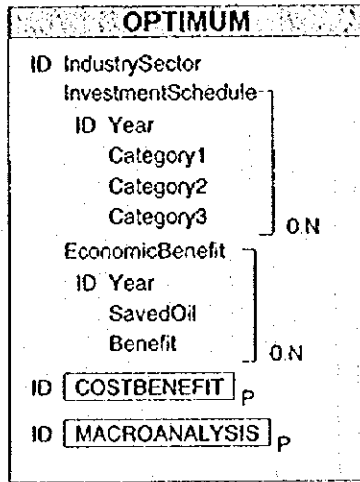 OPTIMUM
ID IndustrySector
InvestmentSchedule
ID Year
Category1
Category2
Category3
0.N
EconomicBenefit
ID Year
SavedOil
Benefit
0.N
ID COSTBENEFIT P
ID MACROANALYSIS P